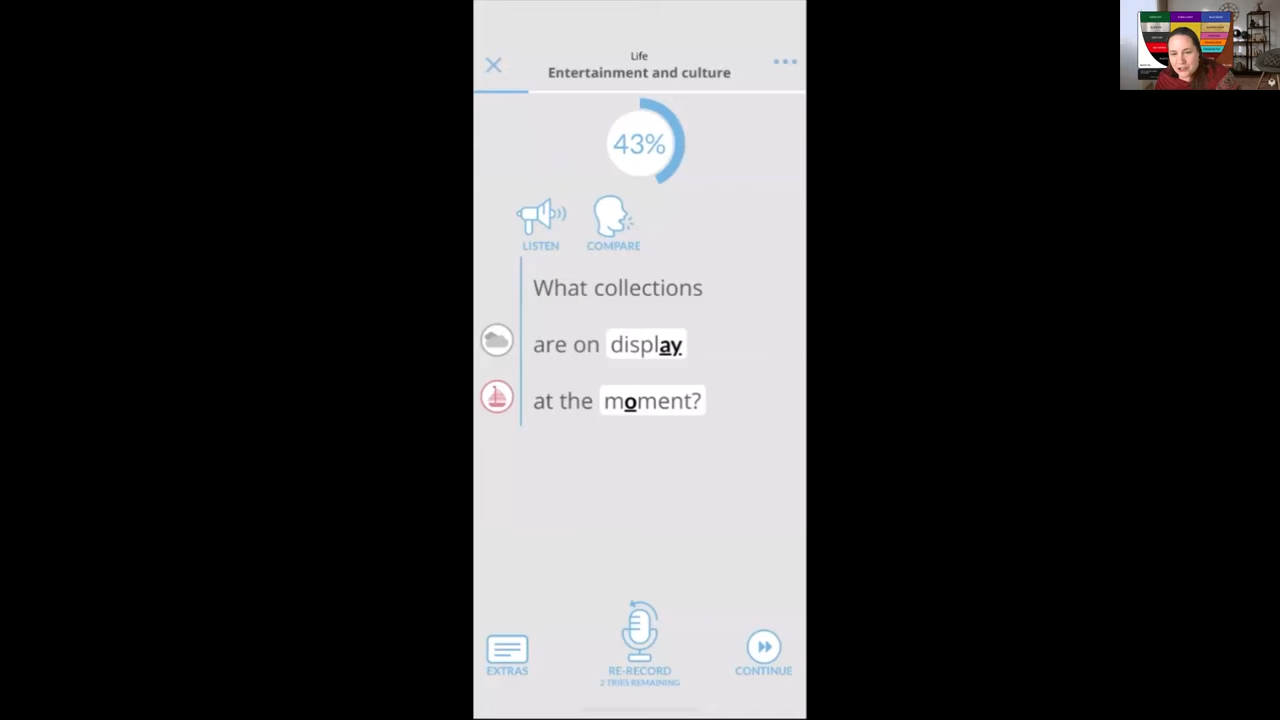 Life
Entertainment and culture
43%
LISTEN
COMPARE
What collections
are on display
at the moment?
EXTRAS
RE-RECORD
2 TRIES REMAINING
CONTINUE